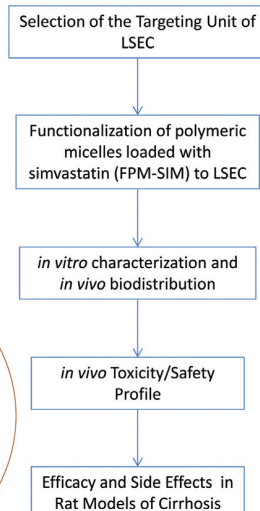 Selection of the Targeting Unit of
LSEC
Functionalization of polymeric
micelles loaded with
simvastatin (FPM-SIM) to LSEC
in vitro characterization and
in vivo biodistribution
in vivo Toxicity/Safety
Profile
Efficacy and Side Effects in
Rat Models of Cirrhosis